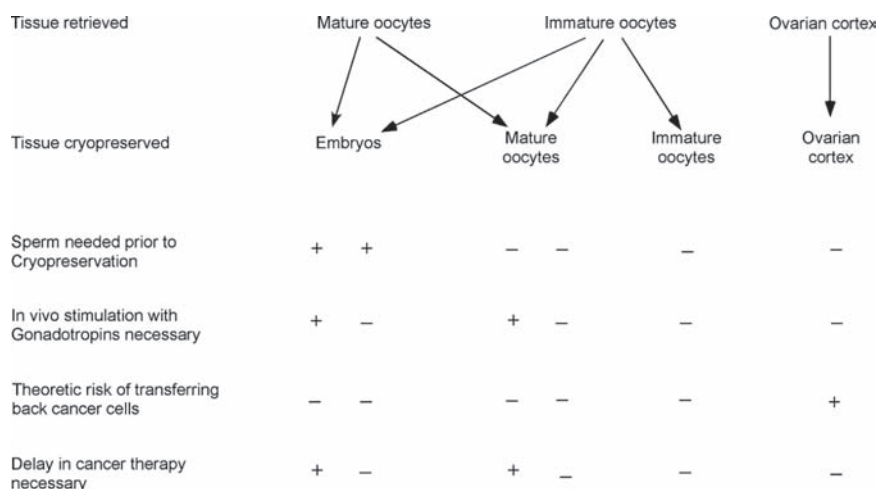 Tissue retrieved Mature oocytes Immature oocytes Ovarian cortex
Tissue cryopreserved Embryos Mature oocytes Immature oocytes Ovarian cortex
Sperm needed prior to
Cryopreservation + + – – – –
In vivo stimulation with
Gonadotropins necessary + – + – – –
Theoretic risk of transferring
back cancer cells – – – – – +
Delay in cancer therapy
necessary + – + – – –